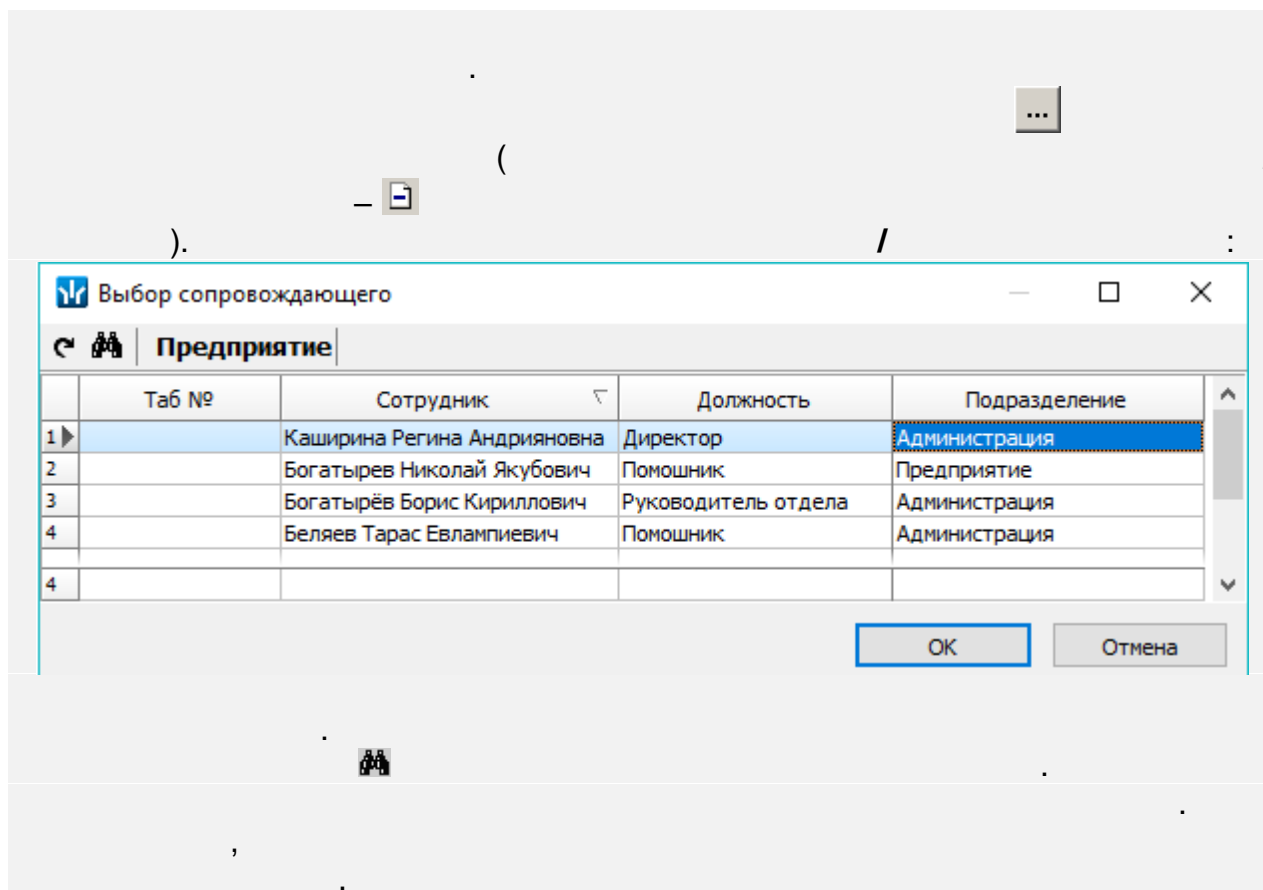 .
...
(
–
). / :
Выбор сопровождающего
Предприятие
Таб № Сотрудник Должность Подразделение
1 Каширина Регина Андрияновна Директор Администрация
2 Богатырев Николай Якубович Помошник Предприятие
3 Богатырёв Борис Кириллович Руководитель отдела Администрация
4 Беляев Тарас Евлампиевич Помошник Администрация
4
OK Отмена
.
.
.
,
.